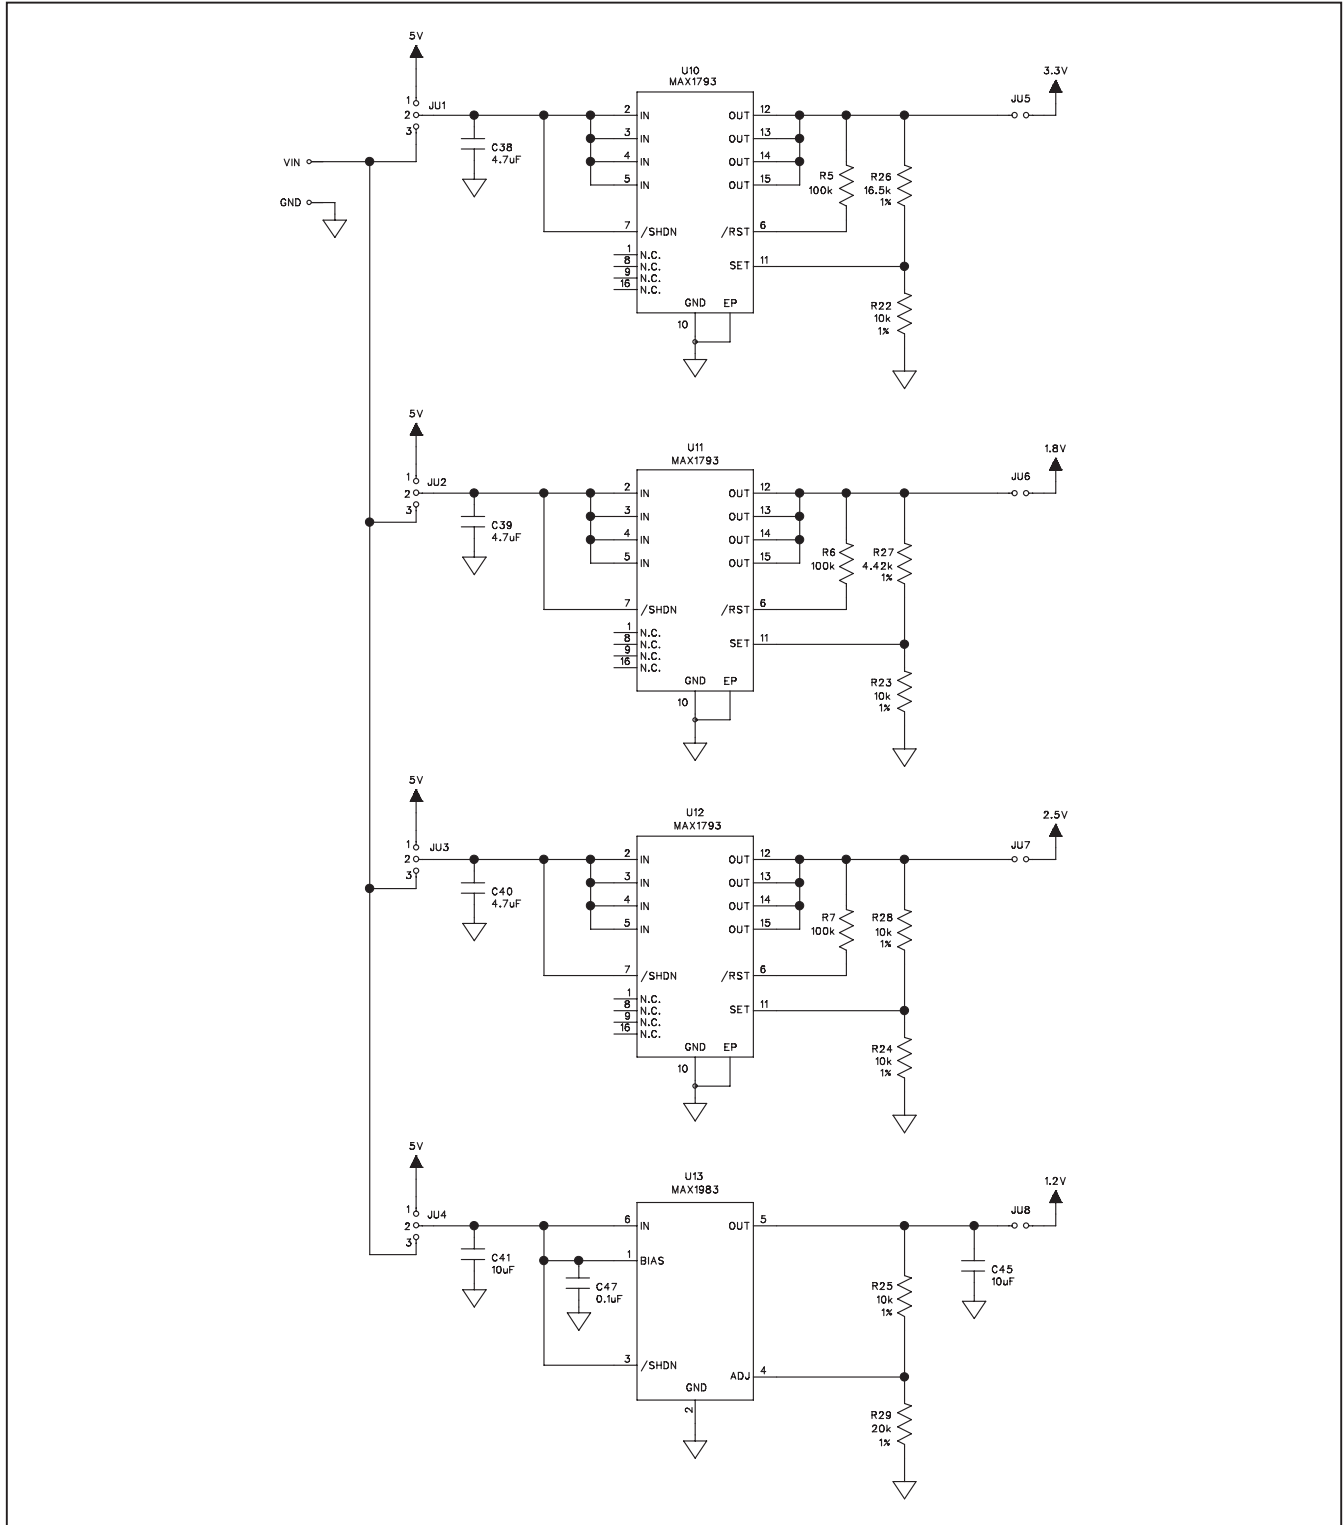 5V
1
2
3
JU1
C38
4.7uF
VIN
GND
U10
MAX1793
2 IN
3 IN
4 IN
5 IN
7 /SHDN
1 N.C.
8 N.C.
9 N.C.
16 N.C.
OUT 12
OUT 13
OUT 14
OUT 15
/RST 6
SET 11
GND EP
10
R5
100k
R26
16.5k
1%
R22
10k
1%
JU5
3.3V
5V
1
2
3
JU2
C39
4.7uF
U11
MAX1793
2 IN
3 IN
4 IN
5 IN
7 /SHDN
1 N.C.
8 N.C.
9 N.C.
16 N.C.
OUT 12
OUT 13
OUT 14
OUT 15
/RST 6
SET 11
GND EP
10
R6
100k
R27
4.42k
1%
R23
10k
1%
JU6
1.8V
5V
1
2
3
JU3
C40
4.7uF
U12
MAX1793
2 IN
3 IN
4 IN
5 IN
7 /SHDN
1 N.C.
8 N.C.
9 N.C.
16 N.C.
OUT 12
OUT 13
OUT 14
OUT 15
/RST 6
SET 11
GND EP
10
R7
100k
R28
10k
1%
R24
10k
1%
JU7
2.5V
5V
1
2
3
JU4
C41
10uF
C47
0.1uF
U13
MAX1983
6 IN
1 BIAS
3 /SHDN
OUT 5
ADJ 4
GND
2
R25
10k
1%
R29
20k
1%
C45
10uF
JU8
1.2V